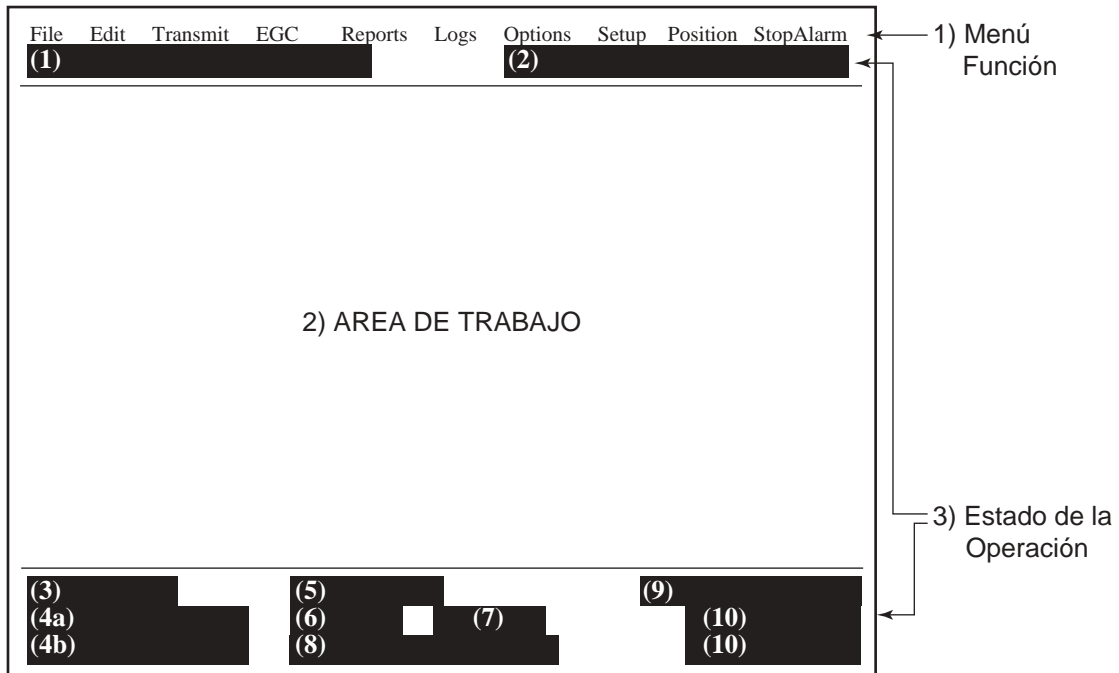 File Edit Transmit EGC Reports Logs Options Setup Position StopAlarm
1) Menú
Función
(1) (2)
2) AREA DE TRABAJO
3) Estado de la
Operación
(3) (5) (9)
(4a) (6) (7) (10)
(4b) (8) (10)